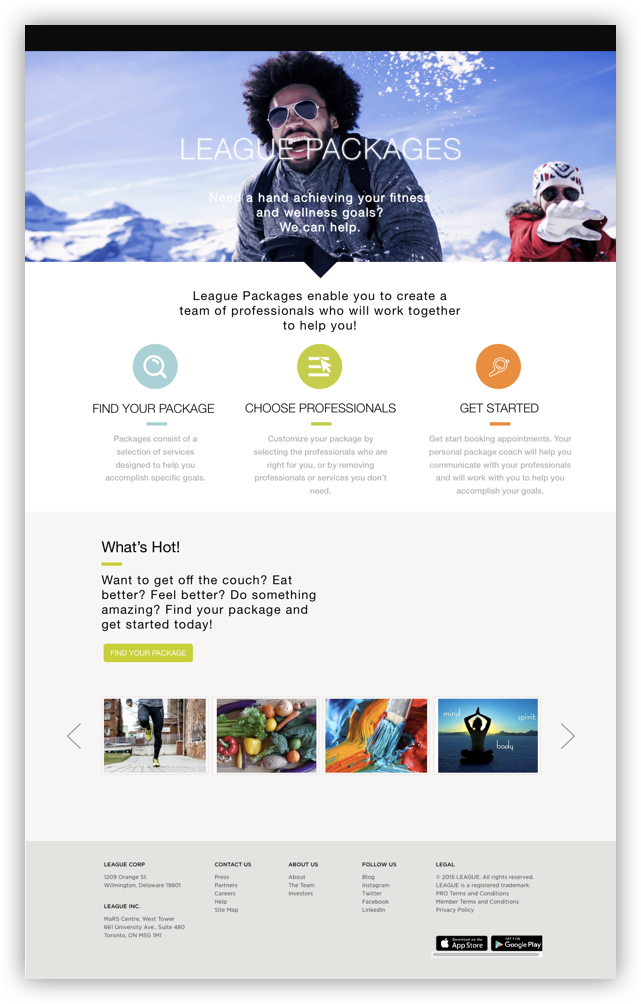 LEAGUE PACKAGES
Need a hand achieving your fitness
and wellness goals?
We can help.
League Packages enable you to create a
team of professionals who will work together
to help you!
FIND YOUR PACKAGE
Packages consist of a
selection of services
designed to help you
accomplish specific goals.
CHOOSE PROFESSIONALS
Customize your package by
selecting the professionals who are
right for you, or by removing
professionals or services you don't
need.
GET STARTED
Get start booking appointments. Your
personal package coach will help you
communicate with your professionals
and will work with you to help you
accomplish your goals.
What's Hot!
Want to get off the couch? Eat
better? Feel better? Do something
amazing? Find your package and
get started today!
FIND YOUR PACKAGE
mind
spirit
body
LEAGUE CORP
1209 Orange St.
Wilmington, Delaware 19801
LEAGUE INC.
MaRS Centre, West Tower
661 University Ave., Suite 480
Toronto, ON M5G 1M1
CONTACT US
Press
Partners
Careers
Help
Site Map
ABOUT US
About
The Team
Investors
FOLLOW US
Blog
Instagram
Twitter
Facebook
LinkedIn
LEGAL
© 2015 LEAGUE. All rights reserved.
LEAGUE is a registered trademark.
PRO Terms and Conditions
Member Terms and Conditions
Privacy Policy
Download on the
App Store
GET IT ON
Google Play